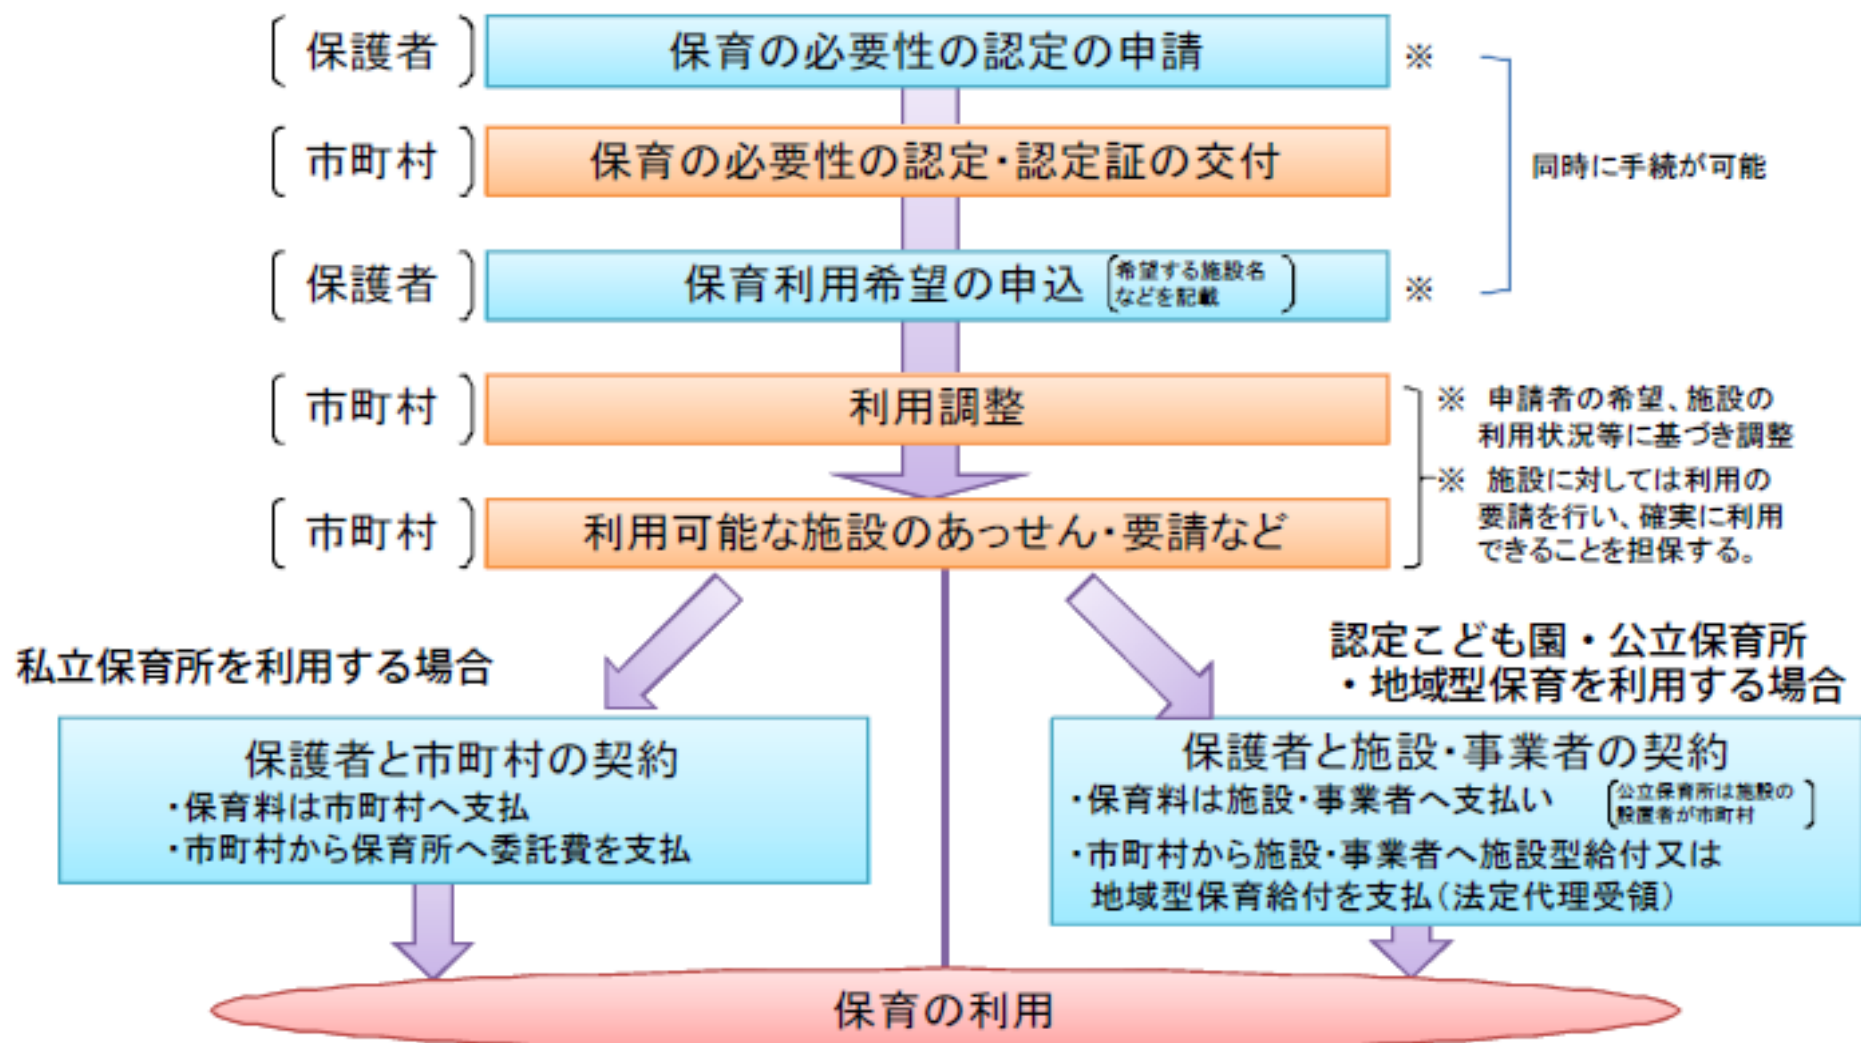 〔 保護者 〕 保育の必要性の認定の申請 ※
〔 市町村 〕 保育の必要性の認定・認定証の交付
同時に手続が可能
〔 保護者 〕 保育利用希望の申込 〔希望する施設名
などを記載 〕 ※
〔 市町村 〕 利用調整
※ 申請者の希望、施設の
利用状況等に基づき調整
〔 市町村 〕 利用可能な施設のあっせん・要請など
※ 施設に対しては利用の
要請を行い、確実に利用
できることを担保する。
私立保育所を利用する場合
保護者と市町村の契約
・保育料は市町村へ支払
・市町村から保育所へ委託費を支払
認定こども園・公立保育所
・地域型保育を利用する場合
保護者と施設・事業者の契約
・保育料は施設・事業者へ支払い 〔公立保育所は施設の
設置者が市町村 〕
・市町村から施設・事業者へ施設型給付又は
地域型保育給付を支払(法定代理受領)
保育の利用